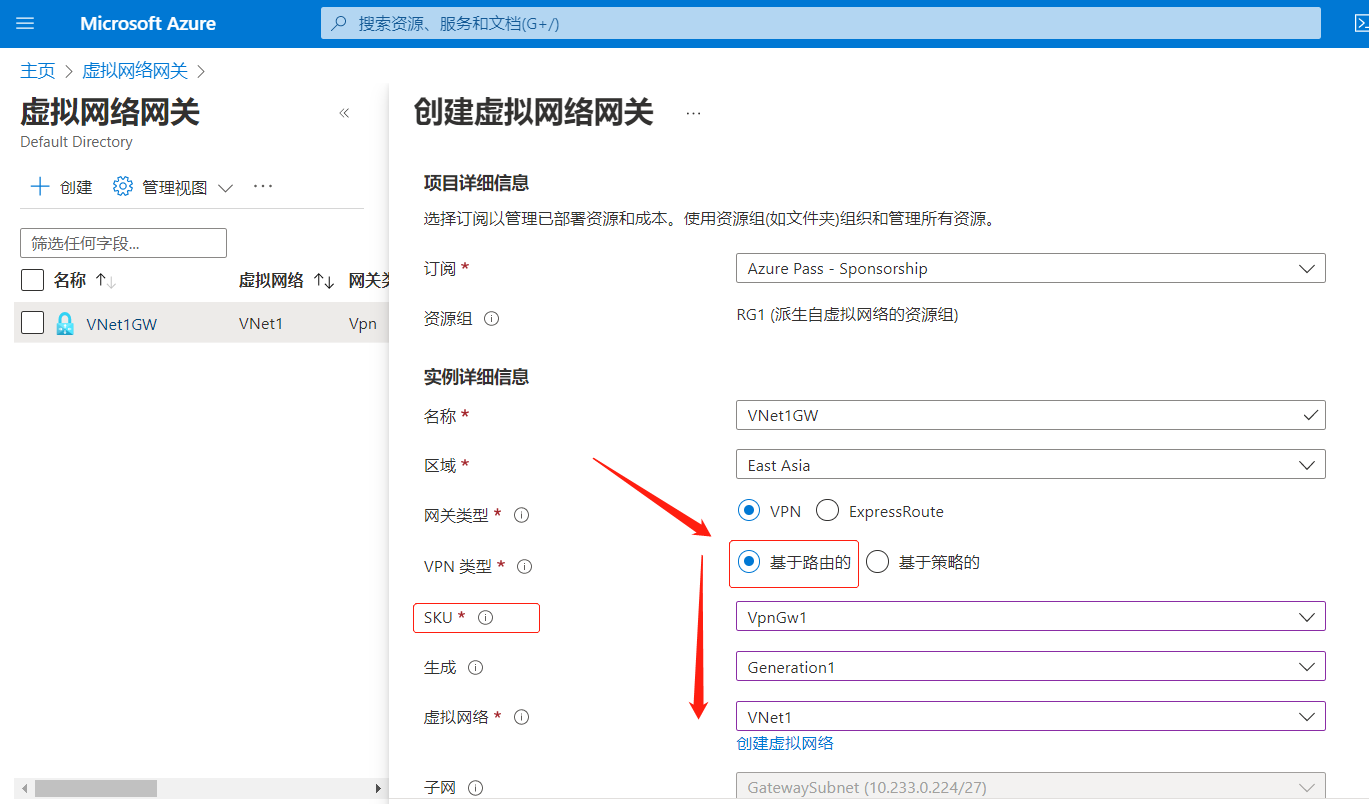 Microsoft Azure
搜索资源、服务和文档(G+/)
主页 > 虚拟网络网关 >
虚拟网络网关
Default Directory
创建 管理视图 ...
筛选任何字段...
名称 ↑↓ 虚拟网络 ↑↓ 网关类
VNet1GW VNet1 Vpn
创建虚拟网络网关 ...
项目详细信息
选择订阅以管理已部署资源和成本。使用资源组(如文件夹)组织和管理所有资源。
订阅 * Azure Pass - Sponsorship
资源组 RG1 (派生自虚拟网络的资源组)
实例详细信息
名称 * VNet1GW
区域 * East Asia
网关类型 * VPN ExpressRoute
VPN 类型 * 基于路由的 基于策略的
SKU * VpnGw1
生成 Generation1
虚拟网络 * VNet1
创建虚拟网络
子网 GatewaySubnet (10.233.0.224/27)